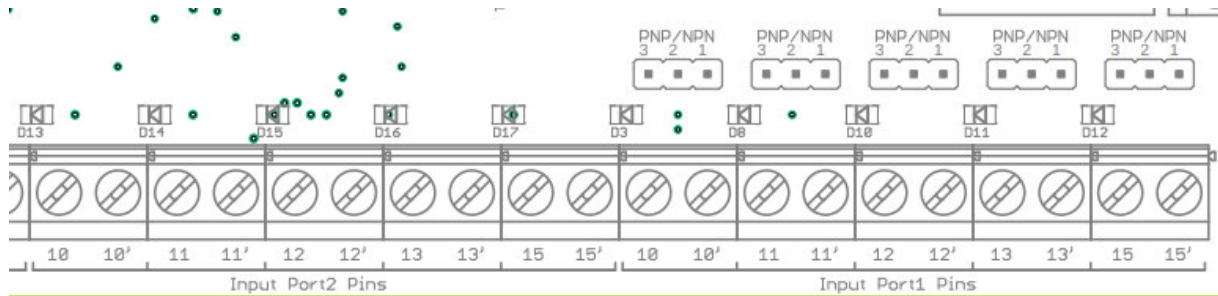 PNP/NPN PNP/NPN PNP/NPN PNP/NPN PNP/NPN
3 2 1 3 2 1 3 2 1 3 2 1 3 2 1
D13 D14 D15 D16 D17 D3 D8 D10 D11 D12
10 10' 11 11' 12 12' 13 13' 15 15' 10 10' 11 11' 12 12' 13 13' 15 15'
Input Port2 Pins Input Port1 Pins